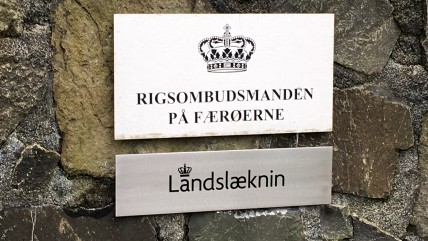 RIGSOMBUDSMANDEN
PÅ FÆRØERNE
Landslæknin